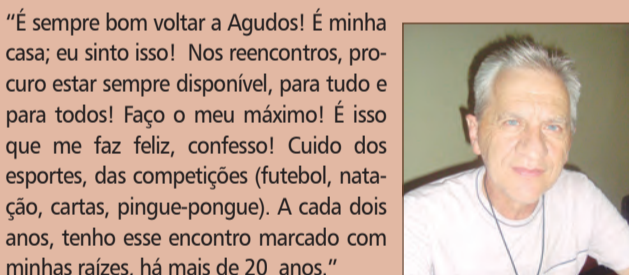 “É sempre bom voltar a Agudos! É minha
casa; eu sinto isso! Nos reencontros, pro-
curo estar sempre disponível, para tudo e
para todos! Faço o meu máximo! É isso
que me faz feliz, confesso! Cuido dos
esportes, das competições (futebol, nata-
ção, cartas, pingue-pongue). A cada dois
anos, tenho esse encontro marcado com
minhas raízes, há mais de 20 anos.”